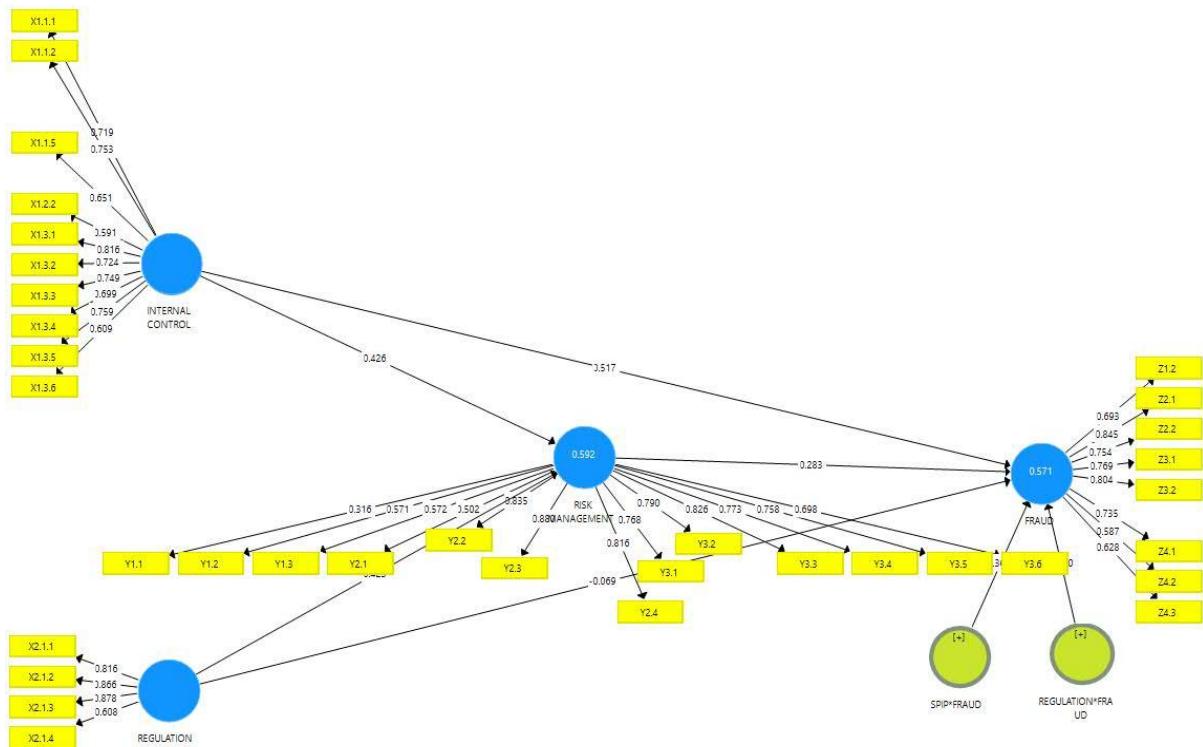 X1.1.1
X1.1.2
0.719
0.753
X1.1.5
0.651
X1.2.2
0.591
X1.3.1
0.816
X1.3.2
0.724
0.749
X1.3.3
0.699
X1.3.4
0.759
0.609
X1.3.5
X1.3.6
INTERNAL
CONTROL
0.426
0.517
Z1.2
0.693
Z2.1
0.845
Z2.2
0.754
Z3.1
0.769
Z3.2
0.804
0.592
0.283
0.571
RISK
MANAGEMENT
FRAUD
0.316
0.571
0.572
0.502
0.835
0.790
0.768
0.816
0.826
0.773
0.758
0.698
0.735
0.587
0.628
Y1.1
Y1.2
Y1.3
Y2.1
Y2.2
Y2.3
Y2.4
Y3.1
Y3.2
Y3.3
Y3.4
Y3.5
Y3.6
Z4.1
Z4.2
Z4.3
-0.069
X2.1.1
0.816
X2.1.2
0.866
X2.1.3
0.878
0.608
X2.1.4
REGULATION
[+]
SPIP*FRAUD
[+]
REGULATION*FRA
UD